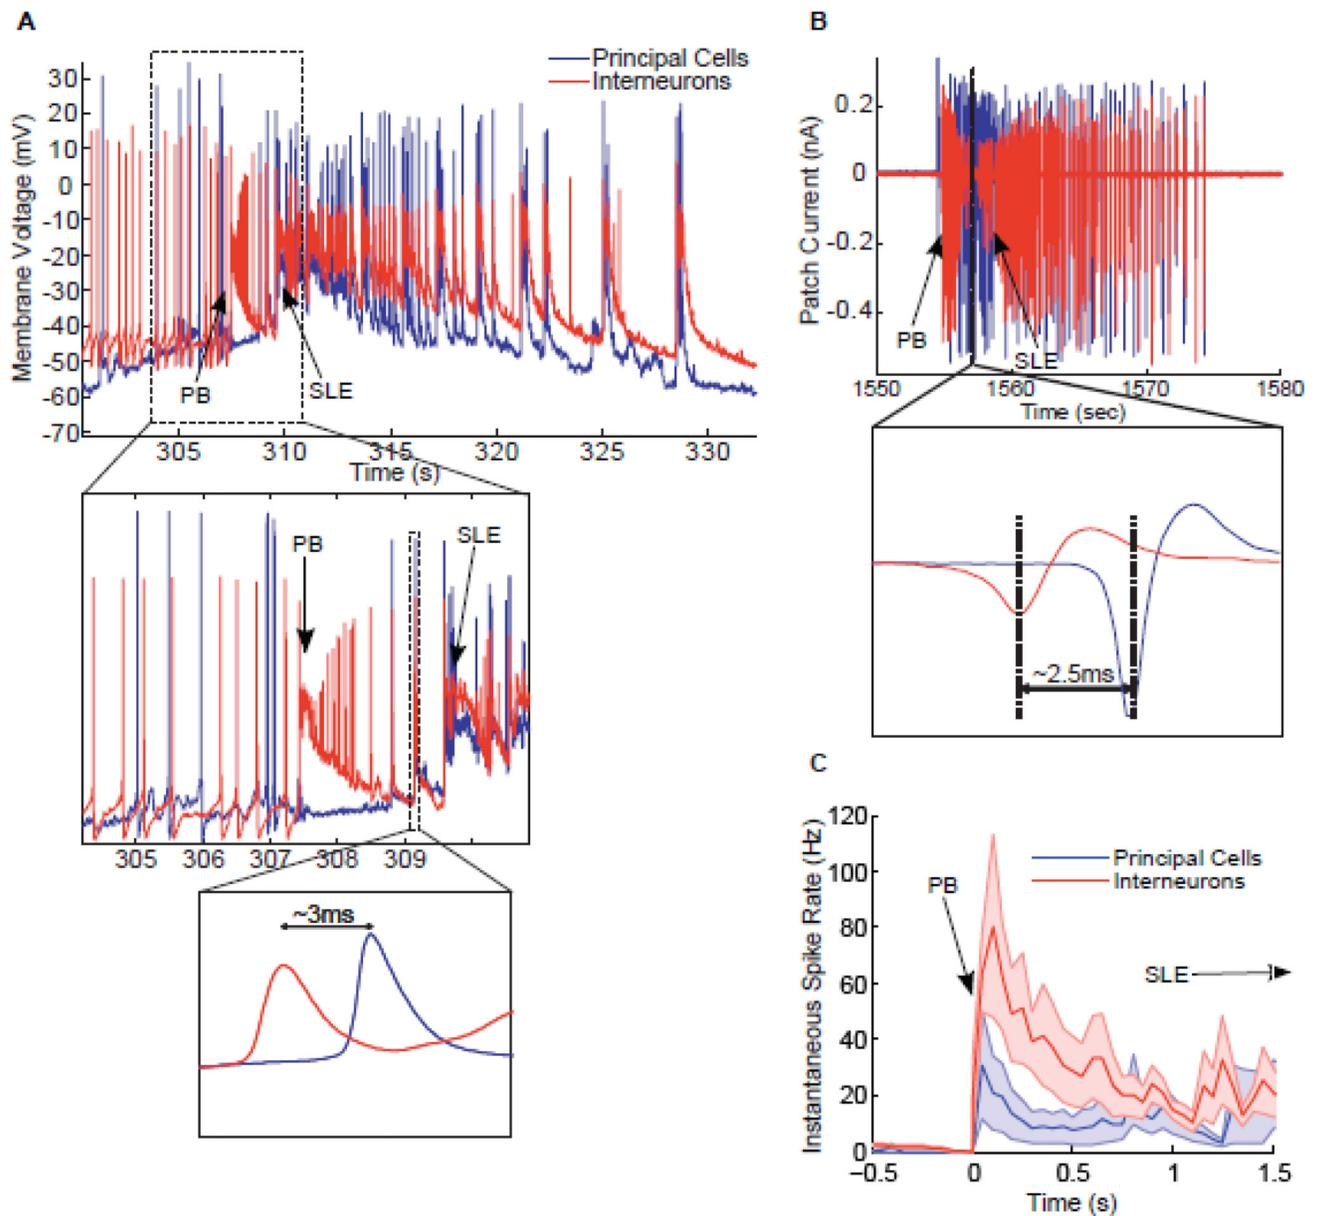 A
Principal Cells
Interneurons
Membrane Voltage (mV)
30
20
10
0
-10
-20
-30
-40
-50
-60
-70
PB
SLE
305 310 315 320 325 330
Time (s)
PB
SLE
305 306 307 308 309
~3ms
B
Patch Current (nA)
0.2
0
-0.2
-0.4
PB
SLE
1550 1560 1570 1580
Time (sec)
~2.5ms
C
Instantaneous Spike Rate (Hz)
120
100
80
60
40
20
0
Principal Cells
Interneurons
PB
SLE
−0.5 0 0.5 1 1.5
Time (s)